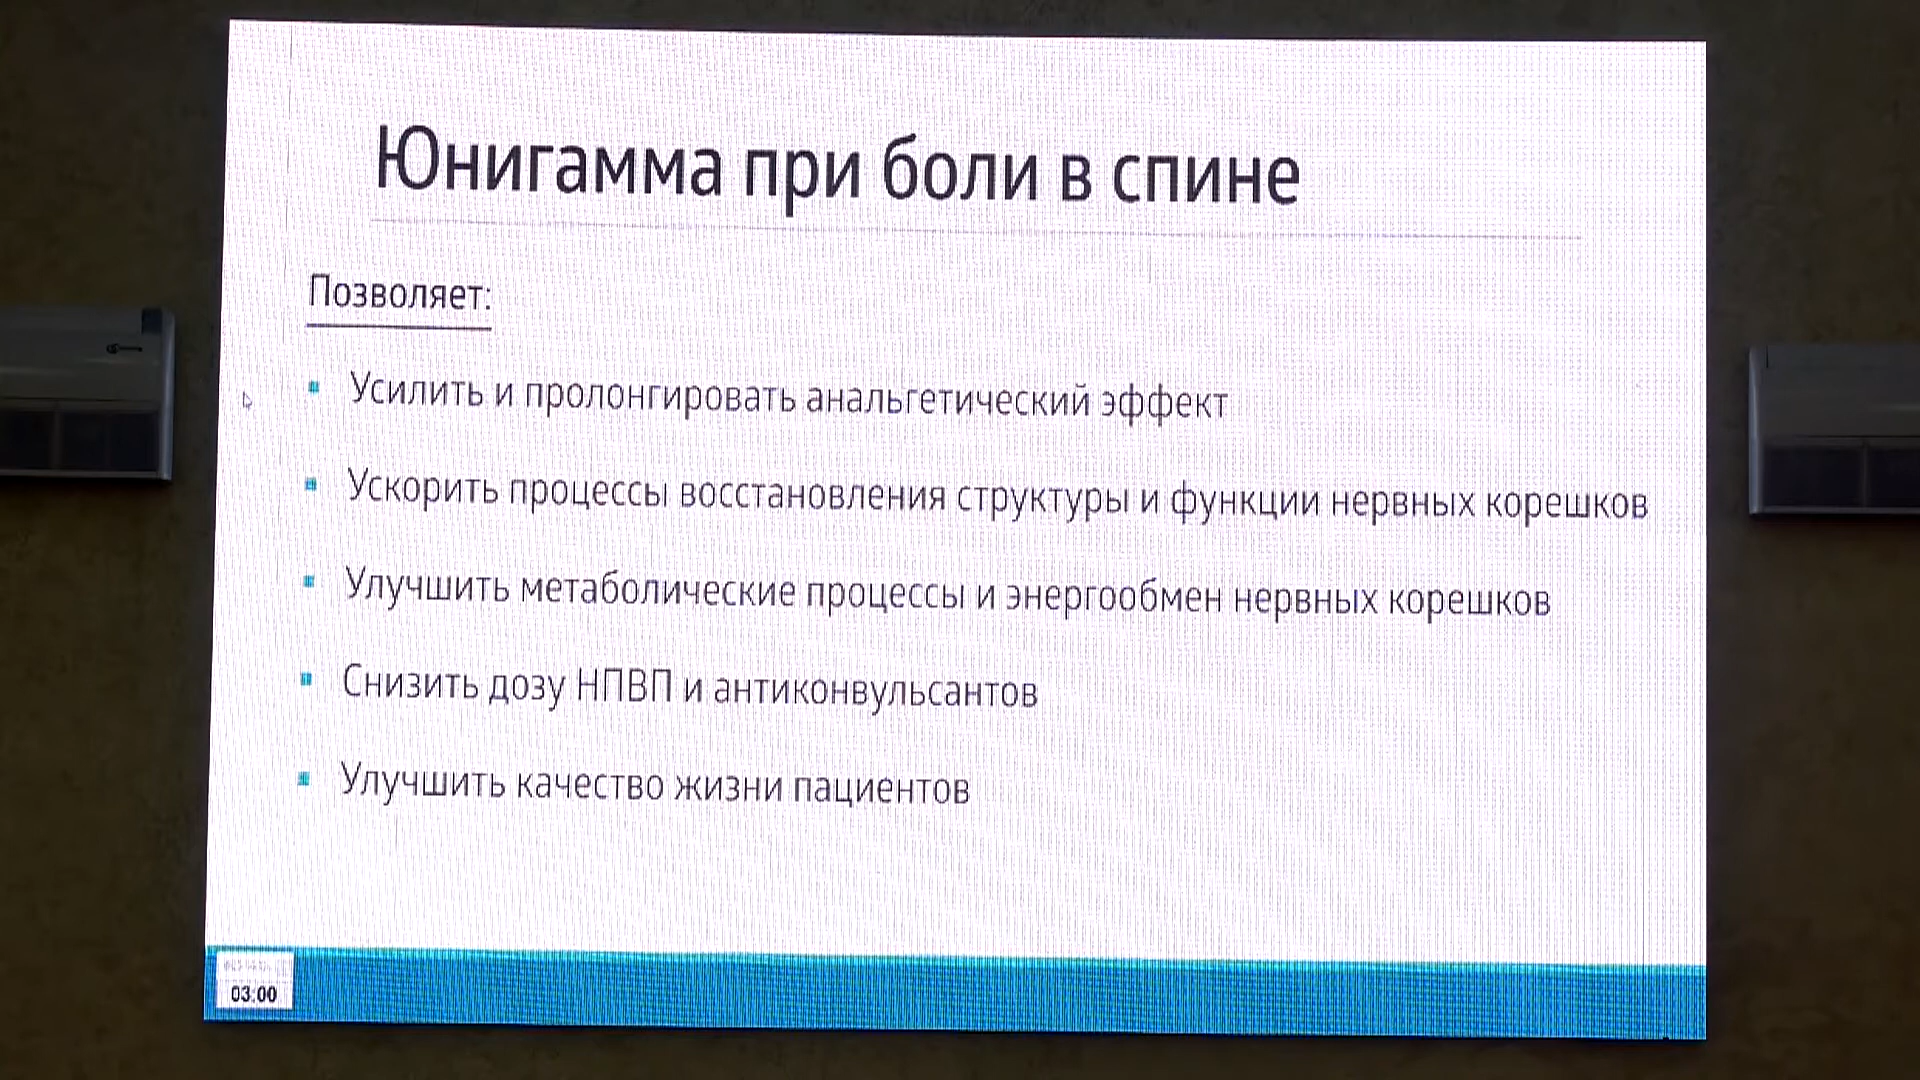 Юнигамма при боли в спине
Позволяет:
Усилить и пролонгировать анальгетический эффект
Ускорить процессы восстановления структуры и функции нервных корешков
Улучшить метаболические процессы и энергообмен нервных корешков
Снизить дозу НПВП и антиконвульсантов
Улучшить качество жизни пациентов
03:00